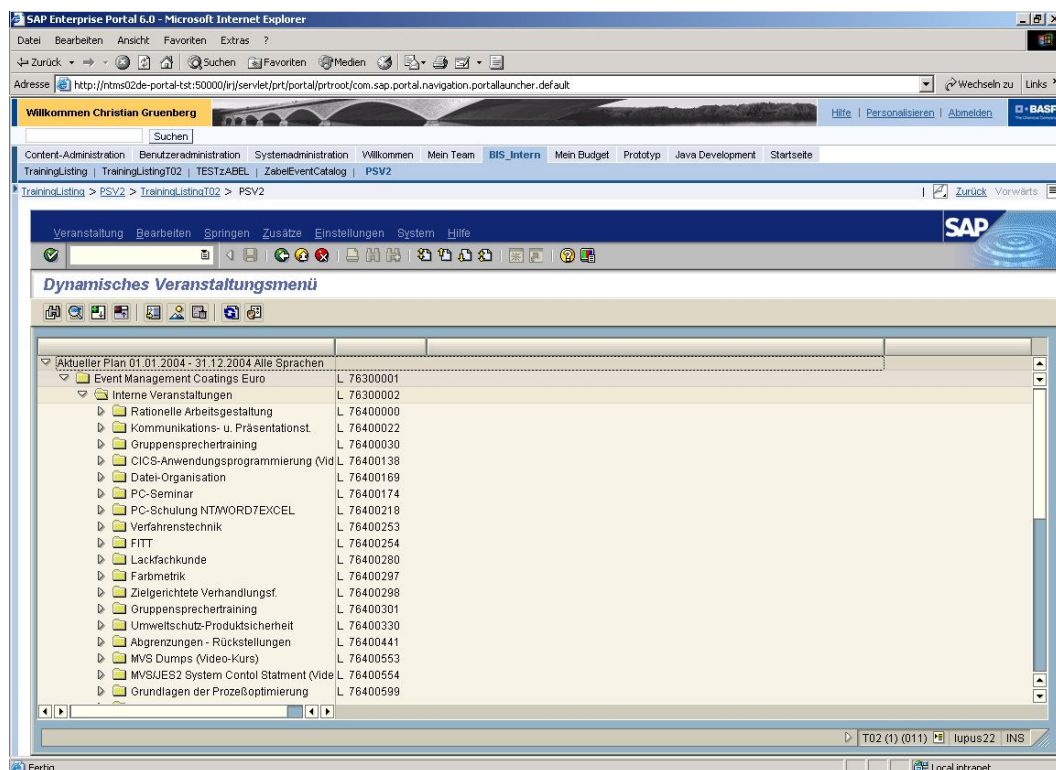 SAP Enterprise Portal 6.0 - Microsoft Internet Explorer
Datei Bearbeiten Ansicht Favoriten Extras ?
Zurück Suchen Favoriten Medien
Adresse http://ntms02de-portal-tst:50000/irj/servlet/prt/portal/prtroot/com.sap.portal.navigation.portallauncher.default Wechseln zu Links
Willkommen Christian Gruenberg Hilfe | Personalisieren | Abmelden BASF
Suchen
Content-Administration Benutzeradministration Systemadministration Willkommen Mein Team BIS_Intern Mein Budget Prototyp Java Development Startseite
TrainingListing | TrainingListingT02 | TESTzABEL | ZabelEventCatalog | PSV2
TrainingListing > PSV2 > TrainingListingT02 > PSV2 | Zurück Vorwärts
Veranstaltung Bearbeiten Springen Zusätze Einstellungen System Hilfe SAP
Dynamisches Veranstaltungsmenü
Aktueller Plan 01.01.2004 - 31.12.2004 Alle Sprachen
Event Management Coatings Euro L 76300001
Interne Veranstaltungen L 76300002
Rationelle Arbeitsgestaltung L 76400000
Kommunikations- u. Präsentationst. L 76400022
Gruppensprechertraining L 76400030
CICS-Anwendungsprogrammierung (Vid L 76400138
Datei-Organisation L 76400169
PC-Seminar L 76400174
PC-Schulung NT/WORD7EXCEL L 76400218
Verfahrenstechnik L 76400253
FITT L 76400254
Lackfachkunde L 76400280
Farbmetrik L 76400297
Zielgerichtete Verhandlungsf. L 76400298
Gruppensprechertraining L 76400301
Umweltschutz-Produktsicherheit L 76400330
Abgrenzungen - Rückstellungen L 76400441
MVS Dumps (Video-Kurs) L 76400553
MVS/JES2 System Contol Statment (Vide L 76400554
Grundlagen der Prozeßoptimierung L 76400599
T02 (1) (011) lupus22 INS
Fertig Local intranet